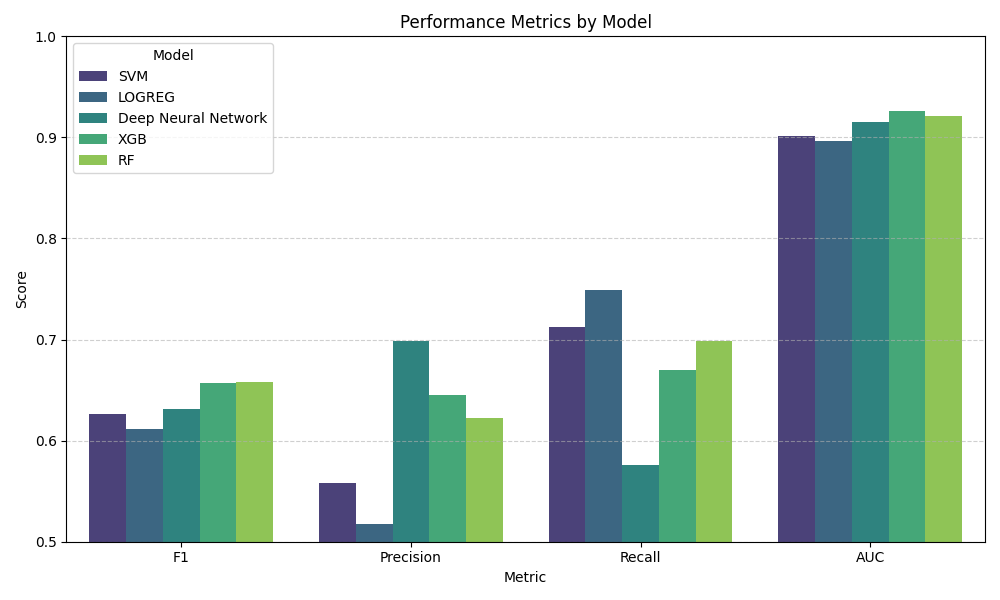 Performance Metrics by Model
1.0
0.9
0.8
0.7
0.6
0.5
Score
Model
SVM
LOGREG
Deep Neural Network
XGB
RF
F1
Precision
Recall
AUC
Metric